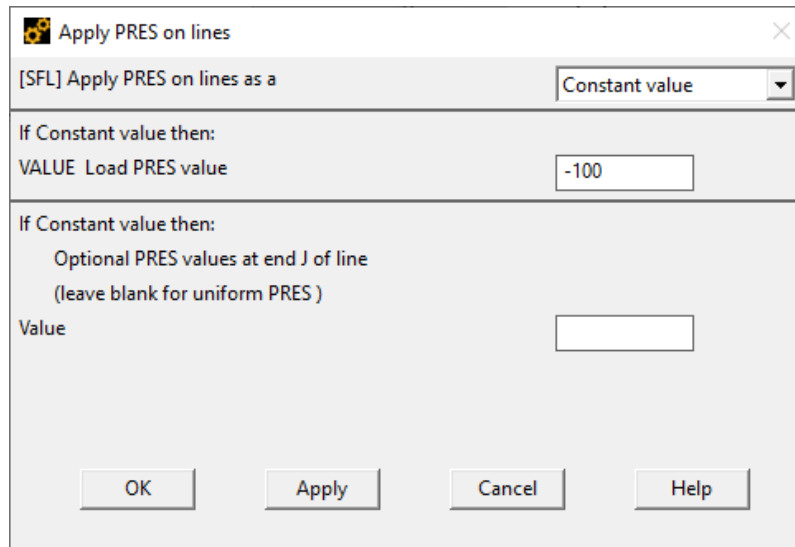 Apply PRES on lines
[SFL] Apply PRES on lines as a
Constant value
If Constant value then:
VALUE Load PRES value
-100
If Constant value then:
Optional PRES values at end J of line
(leave blank for uniform PRES )
Value
OK
Apply
Cancel
Help